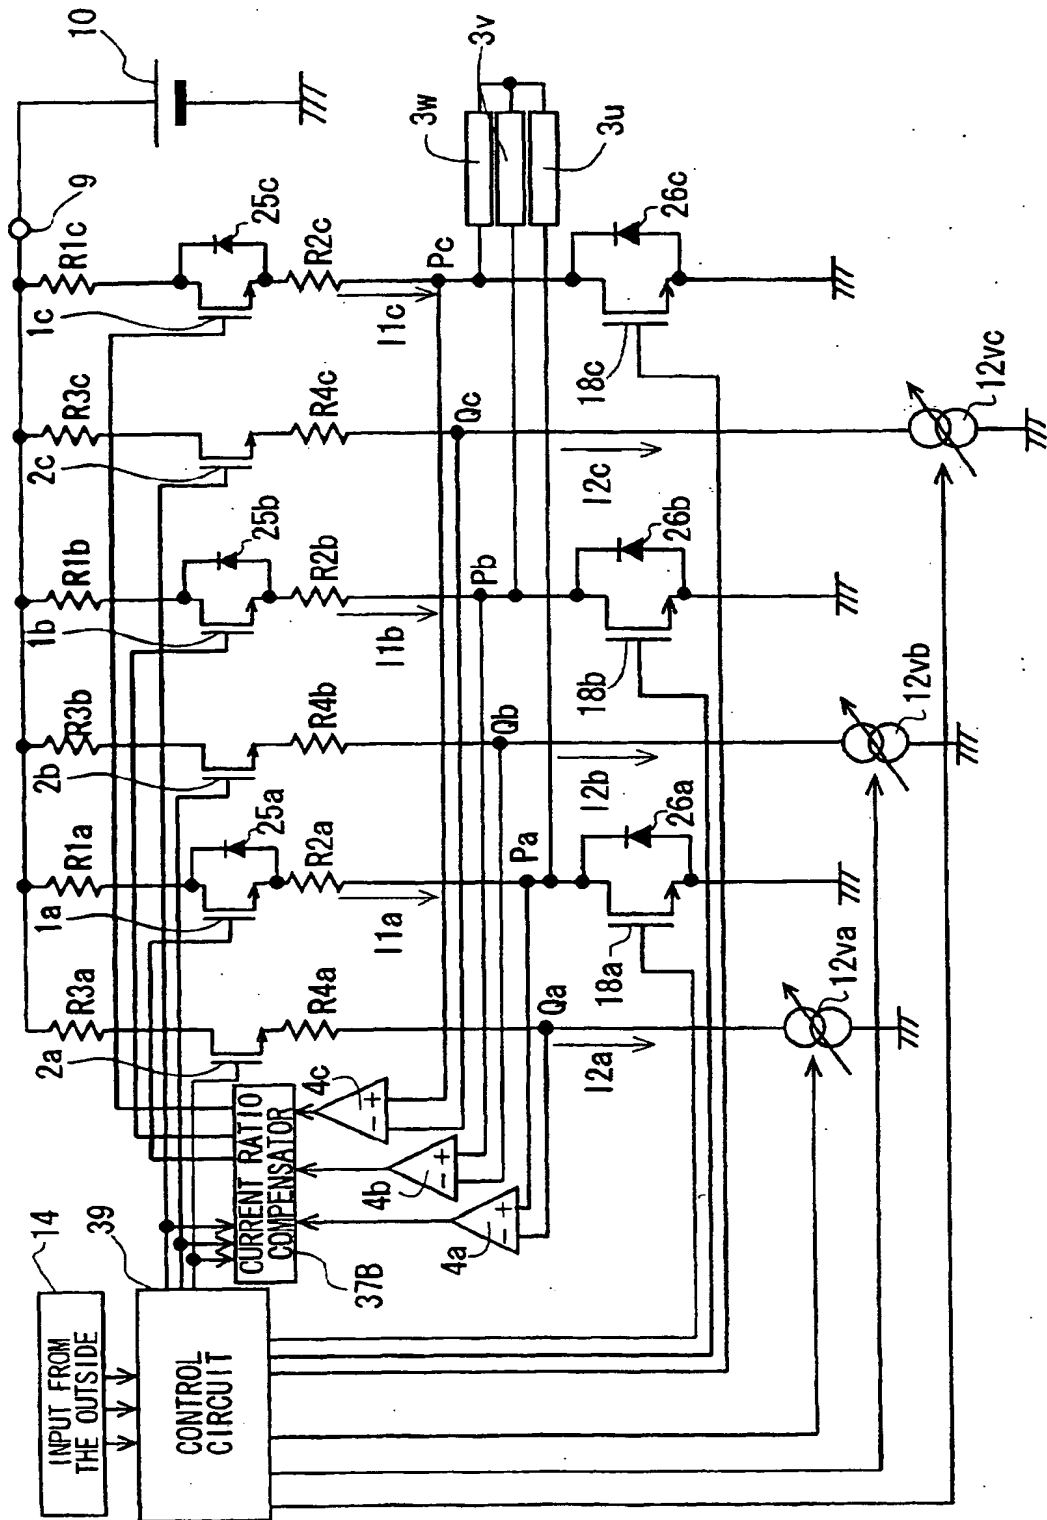 INPUT FROM
THE OUTSIDE
14
CONTROL
CIRCUIT
39
CURRENT RATIO
COMPENSATOR
37B
R3a
R1a
R3b
R1b
R3c
R1c
9
10
2a
1a
25a
2b
1b
25b
2c
1c
25c
R4a
R2a
R4b
R2b
R4c
R2c
I1a
I1b
I1c
4c
- +
4b
- +
4a
- +
Qa
Pa
Qb
Pb
Qc
Pc
3w
3v
3u
I2a
I2b
I2c
18a
26a
18b
26b
18c
26c
12va
12vb
12vc